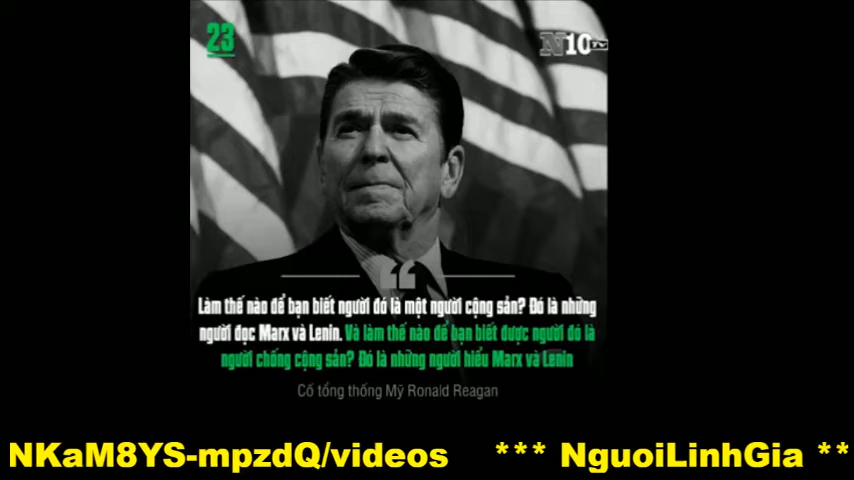 23
N10TV
Làm thế nào để bạn biết người đó là một người cộng sản? Đó là những
người đọc Marx và Lenin. Và làm thế nào để bạn biết được người đó là
người chống cộng sản? Đó là những người hiểu Marx và Lenin
Cố tổng thống Mỹ Ronald Reagan
NKaM8YS-mpzdQ/videos *** NguoiLinhGia **